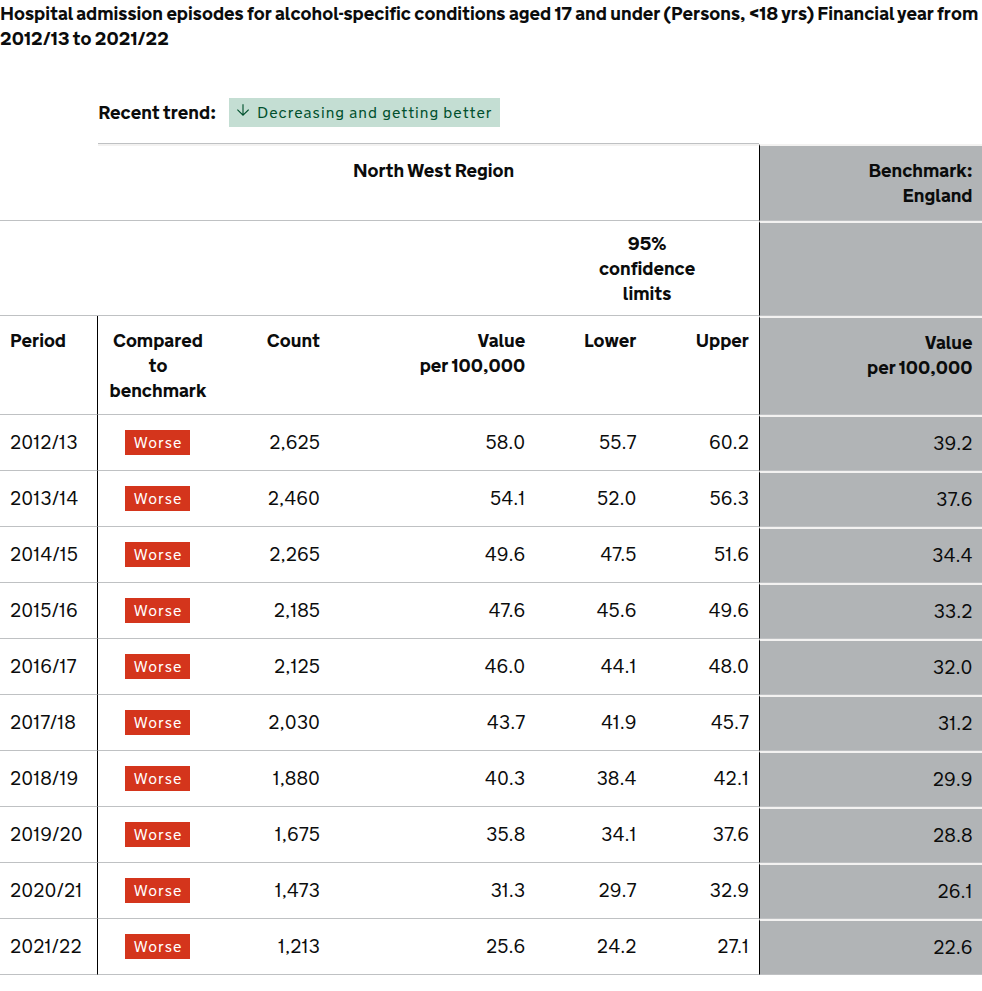 Hospital admission episodes for alcohol-specific conditions aged 17 and under (Persons, <18 yrs) Financial year from
2012/13 to 2021/22
Recent trend: ↓ Decreasing and getting better
North West Region Benchmark:
England
95%
confidence
limits
Period Compared to benchmark Count Value per 100,000 Lower Upper Value per 100,000
2012/13 Worse 2,625 58.0 55.7 60.2 39.2
2013/14 Worse 2,460 54.1 52.0 56.3 37.6
2014/15 Worse 2,265 49.6 47.5 51.6 34.4
2015/16 Worse 2,185 47.6 45.6 49.6 33.2
2016/17 Worse 2,125 46.0 44.1 48.0 32.0
2017/18 Worse 2,030 43.7 41.9 45.7 31.2
2018/19 Worse 1,880 40.3 38.4 42.1 29.9
2019/20 Worse 1,675 35.8 34.1 37.6 28.8
2020/21 Worse 1,473 31.3 29.7 32.9 26.1
2021/22 Worse 1,213 25.6 24.2 27.1 22.6